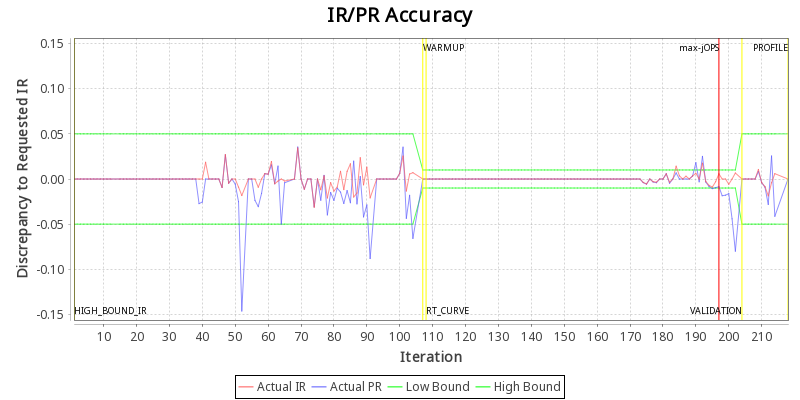 IR/PR Accuracy
Discrepancy to Requested IR
0.15
0.10
0.05
0.00
-0.05
-0.10
-0.15
WARMUP
max-jOPS
PROFILE
HIGH_BOUND_IR
RT_CURVE
VALIDATION
10 20 30 40 50 60 70 80 90 100 110 120 130 140 150 160 170 180 190 200 210
Iteration
Actual IR Actual PR Low Bound High Bound